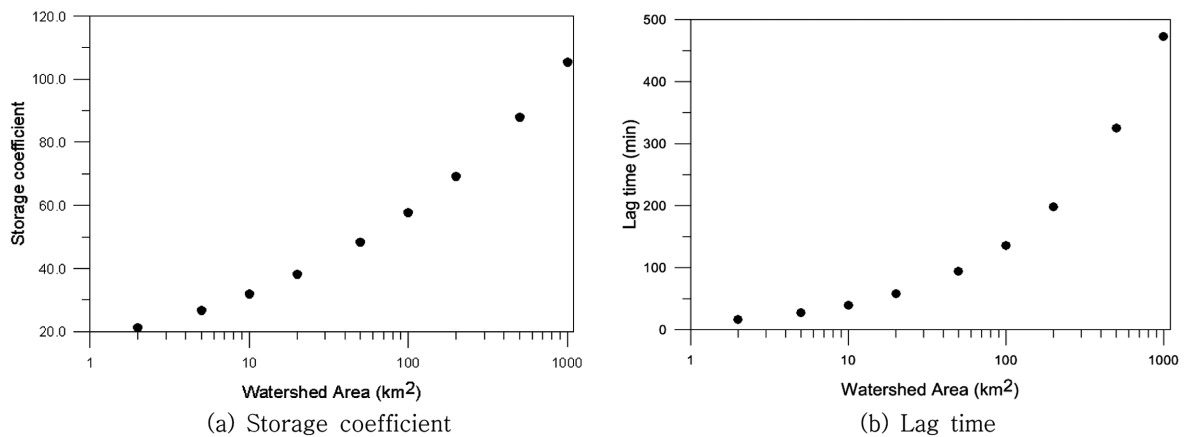 120.0
100.0
80.0
60.0
40.0
20.0
Storage coefficient
1 10 100 1000
Watershed Area (km2)
(a) Storage coefficient
500
400
300
200
100
0
Lag time (min)
1 10 100 1000
Watershed Area (km2)
(b) Lag time